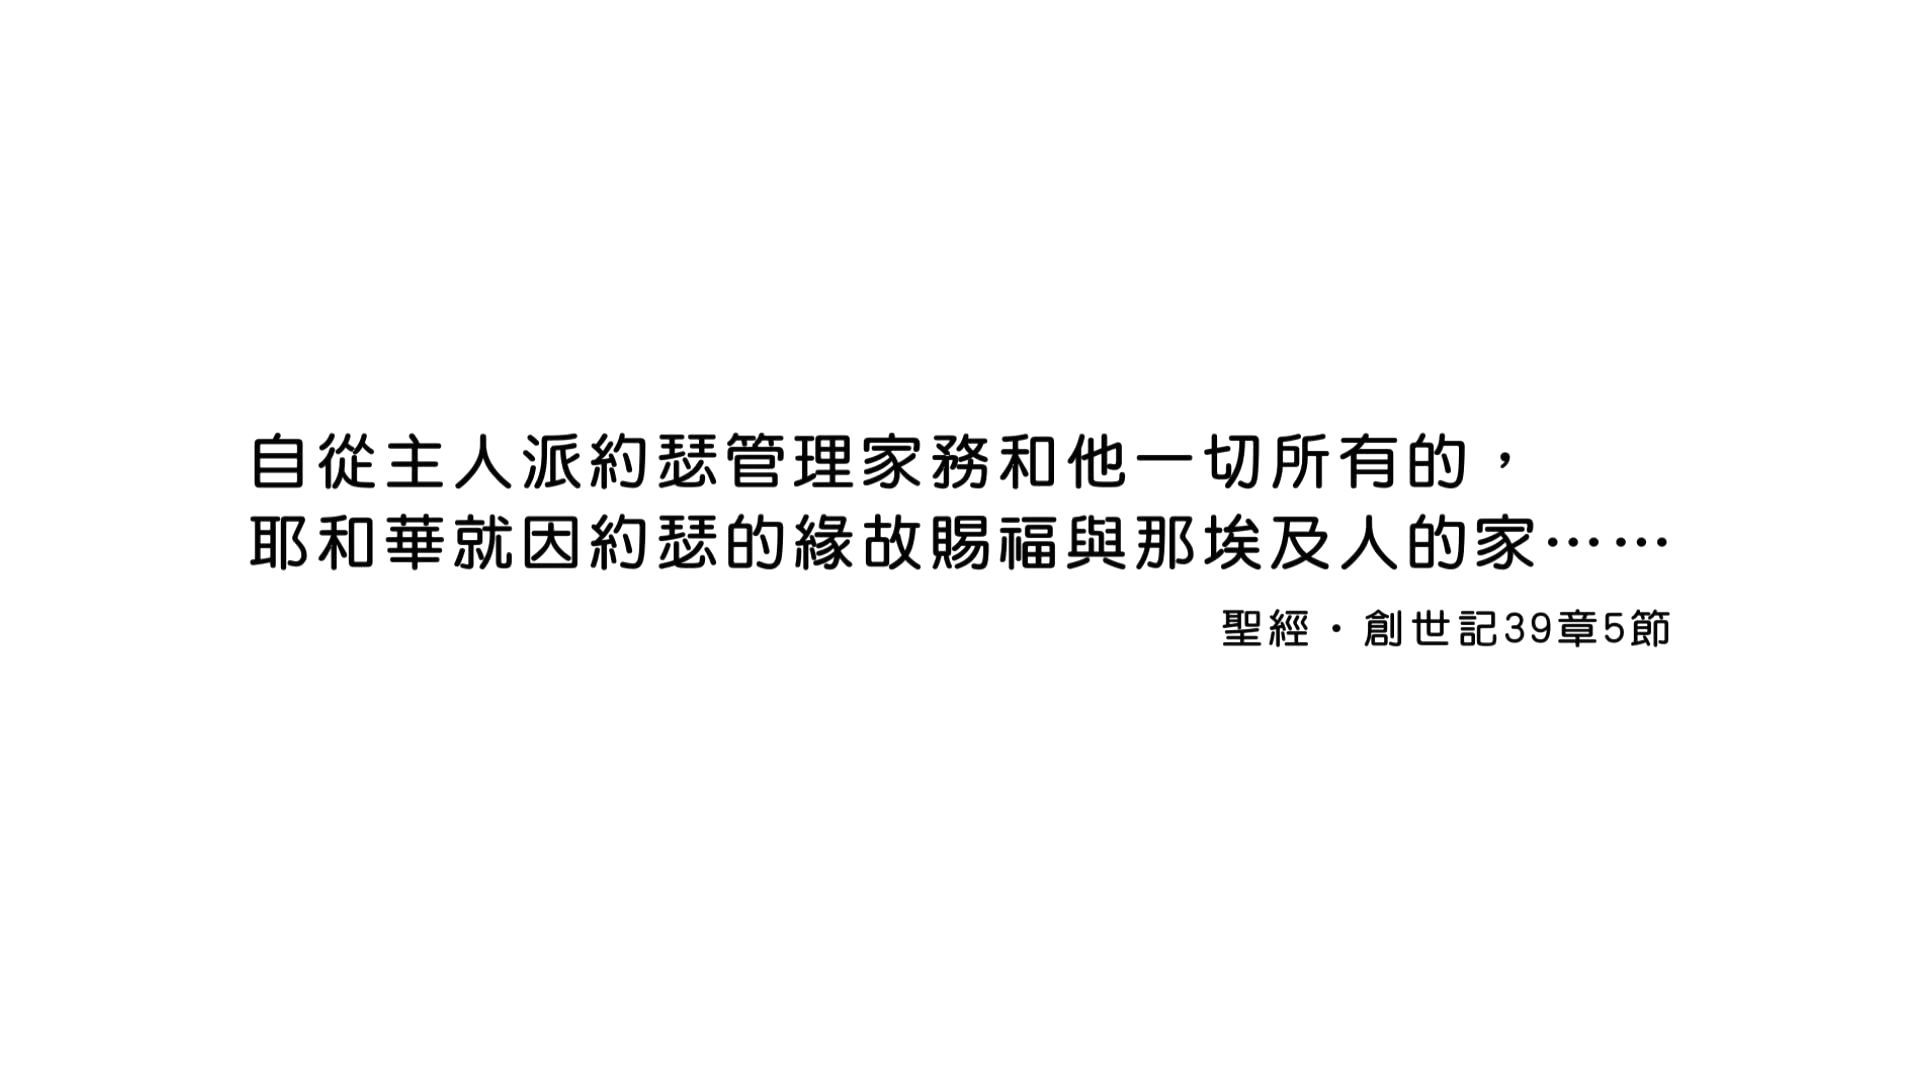 自從主人派約瑟管理家務和他一切所有的，
耶和華就因約瑟的緣故賜福與那埃及人的家⋯⋯
聖經・創世記39章5節